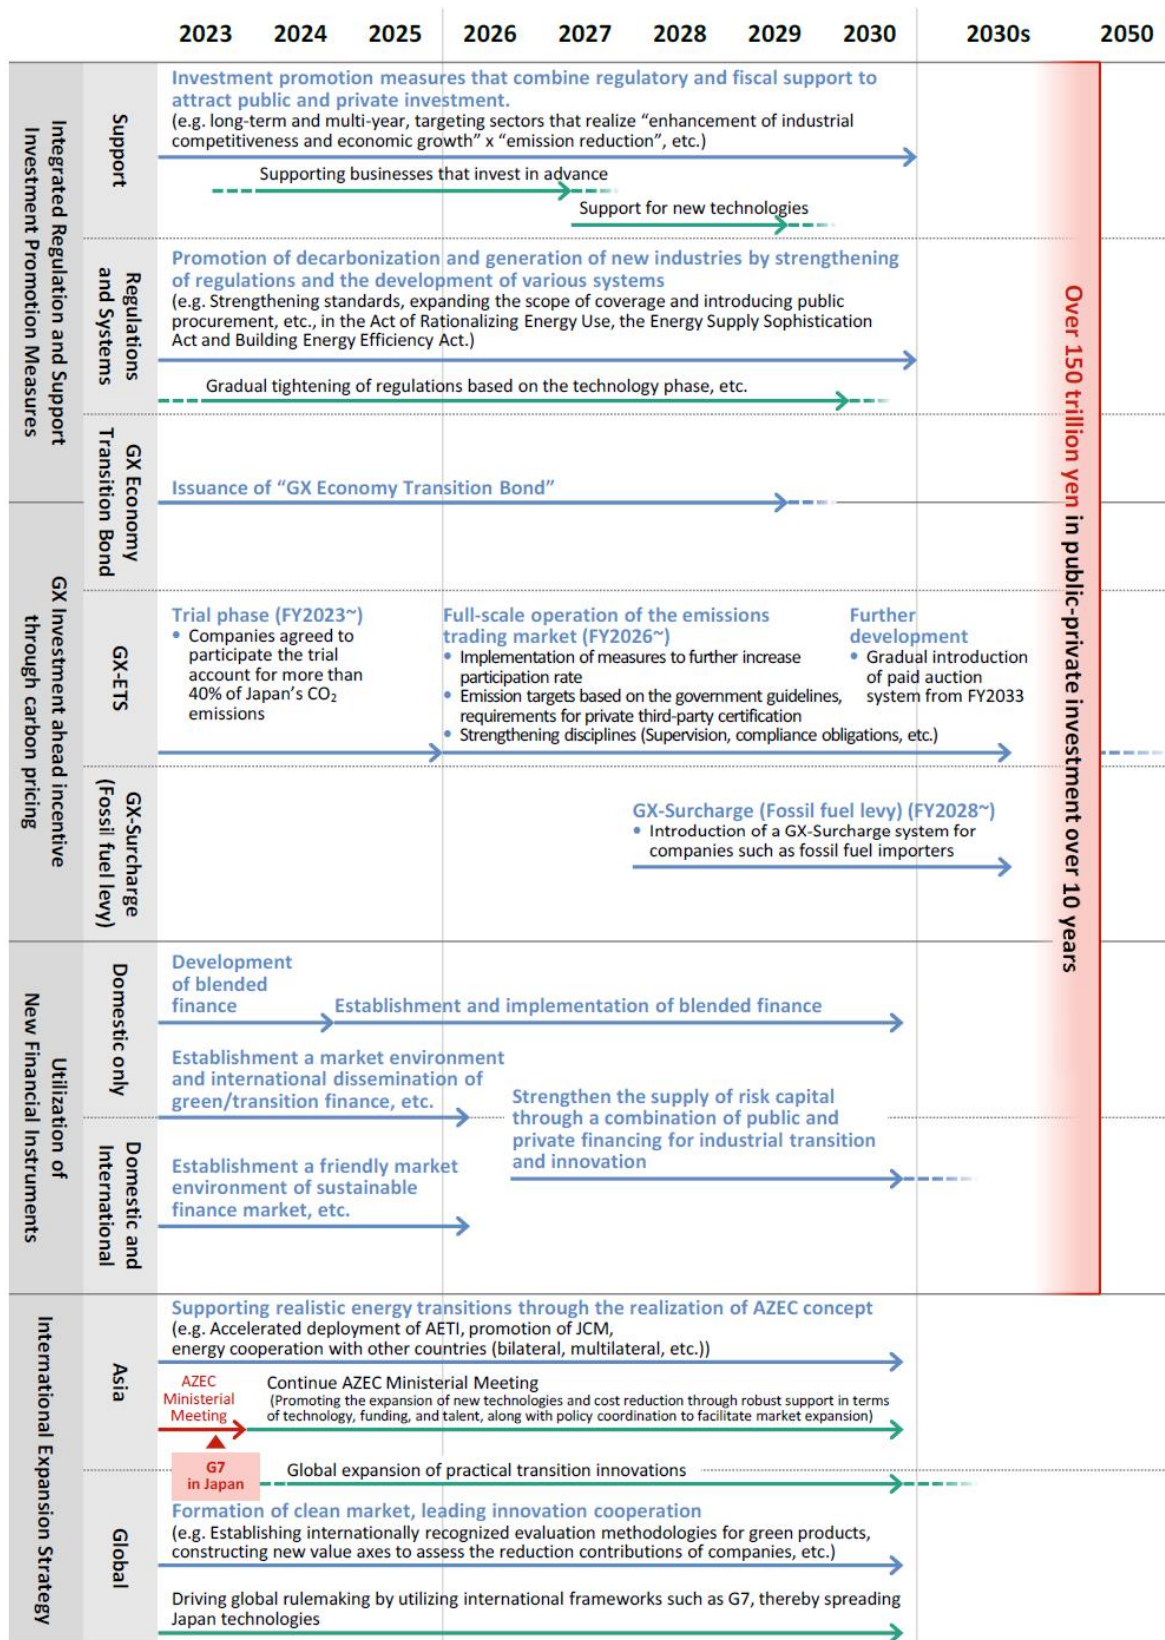 2023 2024 2025 2026 2027 2028 2029 2030 2030s 2050
Integrated Regulation and Support
Investment Promotion Measures
Support
Investment promotion measures that combine regulatory and fiscal support to
attract public and private investment.
(e.g. long-term and multi-year, targeting sectors that realize “enhancement of industrial
competitiveness and economic growth” x “emission reduction”, etc.)
Supporting businesses that invest in advance
Support for new technologies
Regulations
and Systems
Promotion of decarbonization and generation of new industries by strengthening
of regulations and the development of various systems
(e.g. Strengthening standards, expanding the scope of coverage and introducing public
procurement, etc., in the Act of Rationalizing Energy Use, the Energy Supply Sophistication
Act and Building Energy Efficiency Act.)
Gradual tightening of regulations based on the technology phase, etc.
GX Economy
Transition Bond
Issuance of “GX Economy Transition Bond”
GX Investment ahead incentive
through carbon pricing
GX-ETS
Trial phase (FY2023~)
• Companies agreed to
participate the trial
account for more than
40% of Japan’s CO₂
emissions
Full-scale operation of the emissions
trading market (FY2026~)
• Implementation of measures to further increase
participation rate
• Emission targets based on the government guidelines,
requirements for private third-party certification
• Strengthening disciplines (Supervision, compliance obligations, etc.)
Further
development
• Gradual introduction
of paid auction
system from FY2033
GX-Surcharge
(Fossil fuel levy)
GX-Surcharge (Fossil fuel levy) (FY2028~)
• Introduction of a GX-Surcharge system for
companies such as fossil fuel importers
Over 150 trillion yen in public-private investment over 10 years
Utilization of
New Financial Instruments
Domestic only
Development
of blended
finance
Establishment and implementation of blended finance
Establishment a market environment
and international dissemination of
green/transition finance, etc.
Strengthen the supply of risk capital
through a combination of public and
private financing for industrial transition
and innovation
Domestic and
International
Establishment a friendly market
environment of sustainable
finance market, etc.
International Expansion Strategy
Asia
Supporting realistic energy transitions through the realization of AZEC concept
(e.g. Accelerated deployment of AETI, promotion of JCM,
energy cooperation with other countries (bilateral, multilateral, etc.))
AZEC
Ministerial
Meeting
Continue AZEC Ministerial Meeting
(Promoting the expansion of new technologies and cost reduction through robust support in terms
of technology, funding, and talent, along with policy coordination to facilitate market expansion)
G7
in Japan
Global expansion of practical transition innovations
Global
Formation of clean market, leading innovation cooperation
(e.g. Establishing internationally recognized evaluation methodologies for green products,
constructing new value axes to assess the reduction contributions of companies, etc.)
Driving global rulemaking by utilizing international frameworks such as G7, thereby spreading
Japan technologies